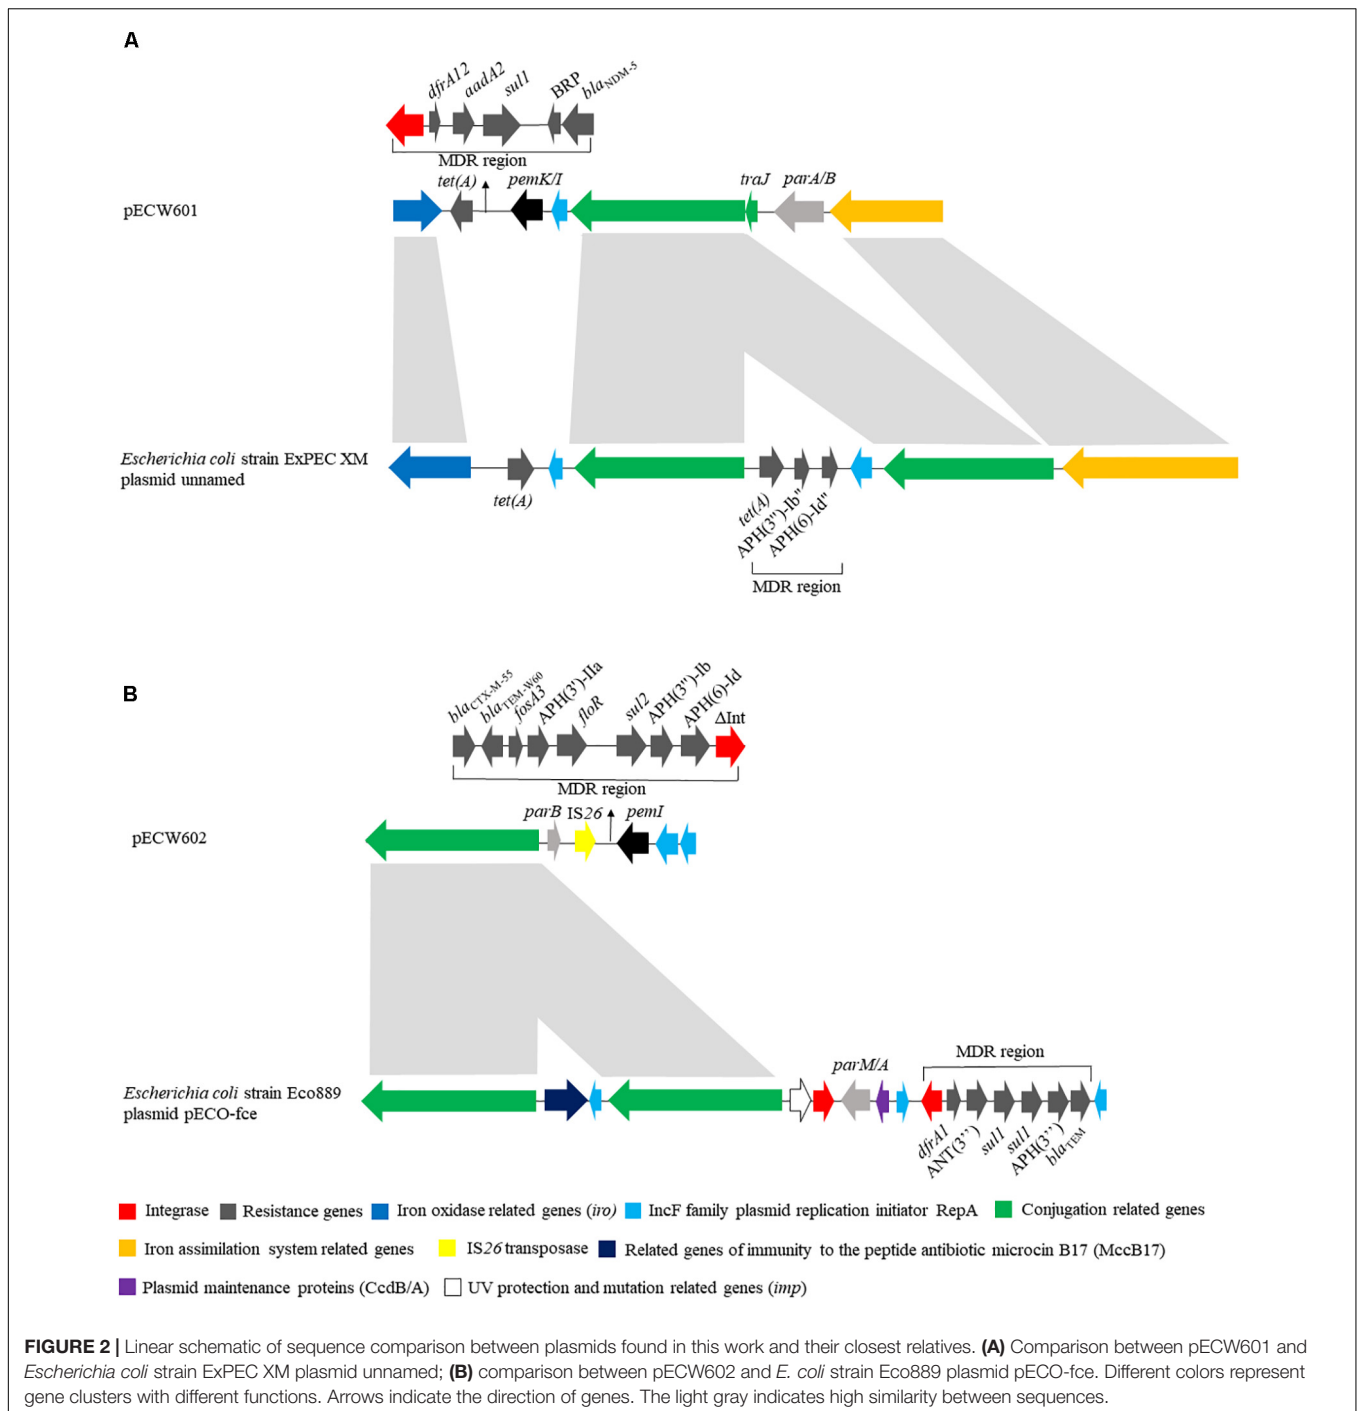 A
dfrA12 aadA2 sul1 BRP blaNDM-5
MDR region
tet(A) pemK/I traJ parA/B
pECW601
Escherichia coli strain ExPEC XM
plasmid unnamed
tet(A)
tet(A) APH(3")-Ib" APH(6)-Id"
MDR region
B
blaCTX-M-55 blaTEM-W60 fosA3 APH(3')-IIa floR sul2 APH(3")-Ib APH(6)-Id ΔInt
MDR region
parB IS26 pemI
pECW602
MDR region
parM/A
Escherichia coli strain Eco889
plasmid pECO-fce
dfrA1 ANT(3’’) sul1 sul1 APH(3’’) blaTEM
Integrase Resistance genes Iron oxidase related genes (iro) IncF family plasmid replication initiator RepA Conjugation related genes
Iron assimilation system related genes IS26 transposase Related genes of immunity to the peptide antibiotic microcin B17 (MccB17)
Plasmid maintenance proteins (CcdB/A) UV protection and mutation related genes (imp)
FIGURE 2 | Linear schematic of sequence comparison between plasmids found in this work and their closest relatives. (A) Comparison between pECW601 and
Escherichia coli strain ExPEC XM plasmid unnamed; (B) comparison between pECW602 and E. coli strain Eco889 plasmid pECO-fce. Different colors represent
gene clusters with different functions. Arrows indicate the direction of genes. The light gray indicates high similarity between sequences.